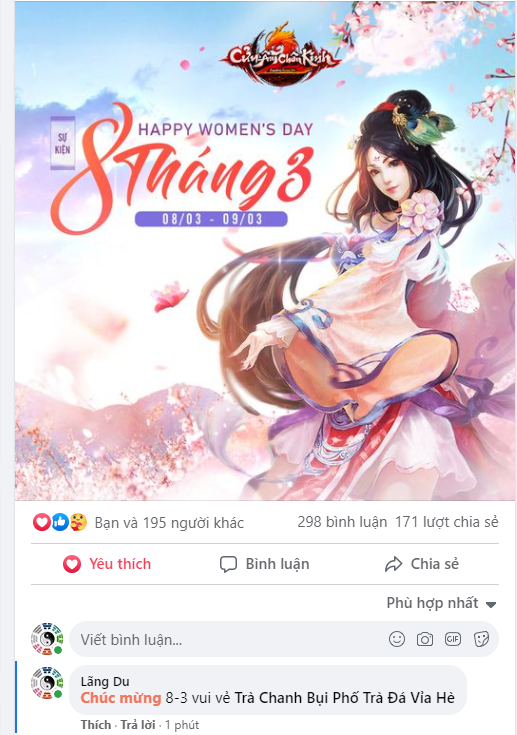 Cửu Âm Chân Kinh
SỰ
KIỆN
HAPPY WOMEN'S DAY
8 Tháng 3
08/03 - 09/03
Bạn và 195 người khác
298 bình luận 171 lượt chia sẻ
Yêu thích Bình luận Chia sẻ
Phù hợp nhất
Viết bình luận...
GIF
Lãng Du
Chúc mừng 8-3 vui vẻ Trà Chanh Bụi Phố Trà Đá Vỉa Hè
Thích · Trả lời · 1 phút